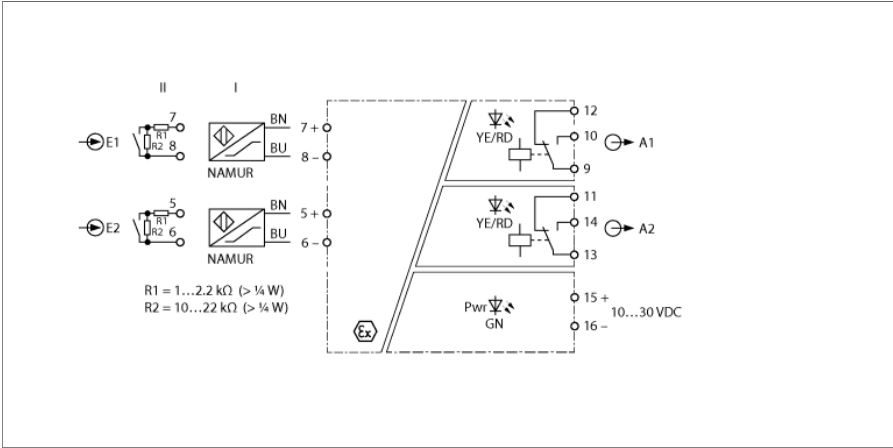 II I
7
R1
R2
8
E1
BN
7 +
BU
8 –
NAMUR
5
R1
R2
6
E2
BN
5 +
BU
6 –
NAMUR
R1 = 1…2.2 kΩ (> ¼ W)
R2 = 10…22 kΩ (> ¼ W)
Ex
YE/RD
12
10
9
A1
YE/RD
11
14
13
A2
Pwr
GN
15 +
10…30 VDC
16 –